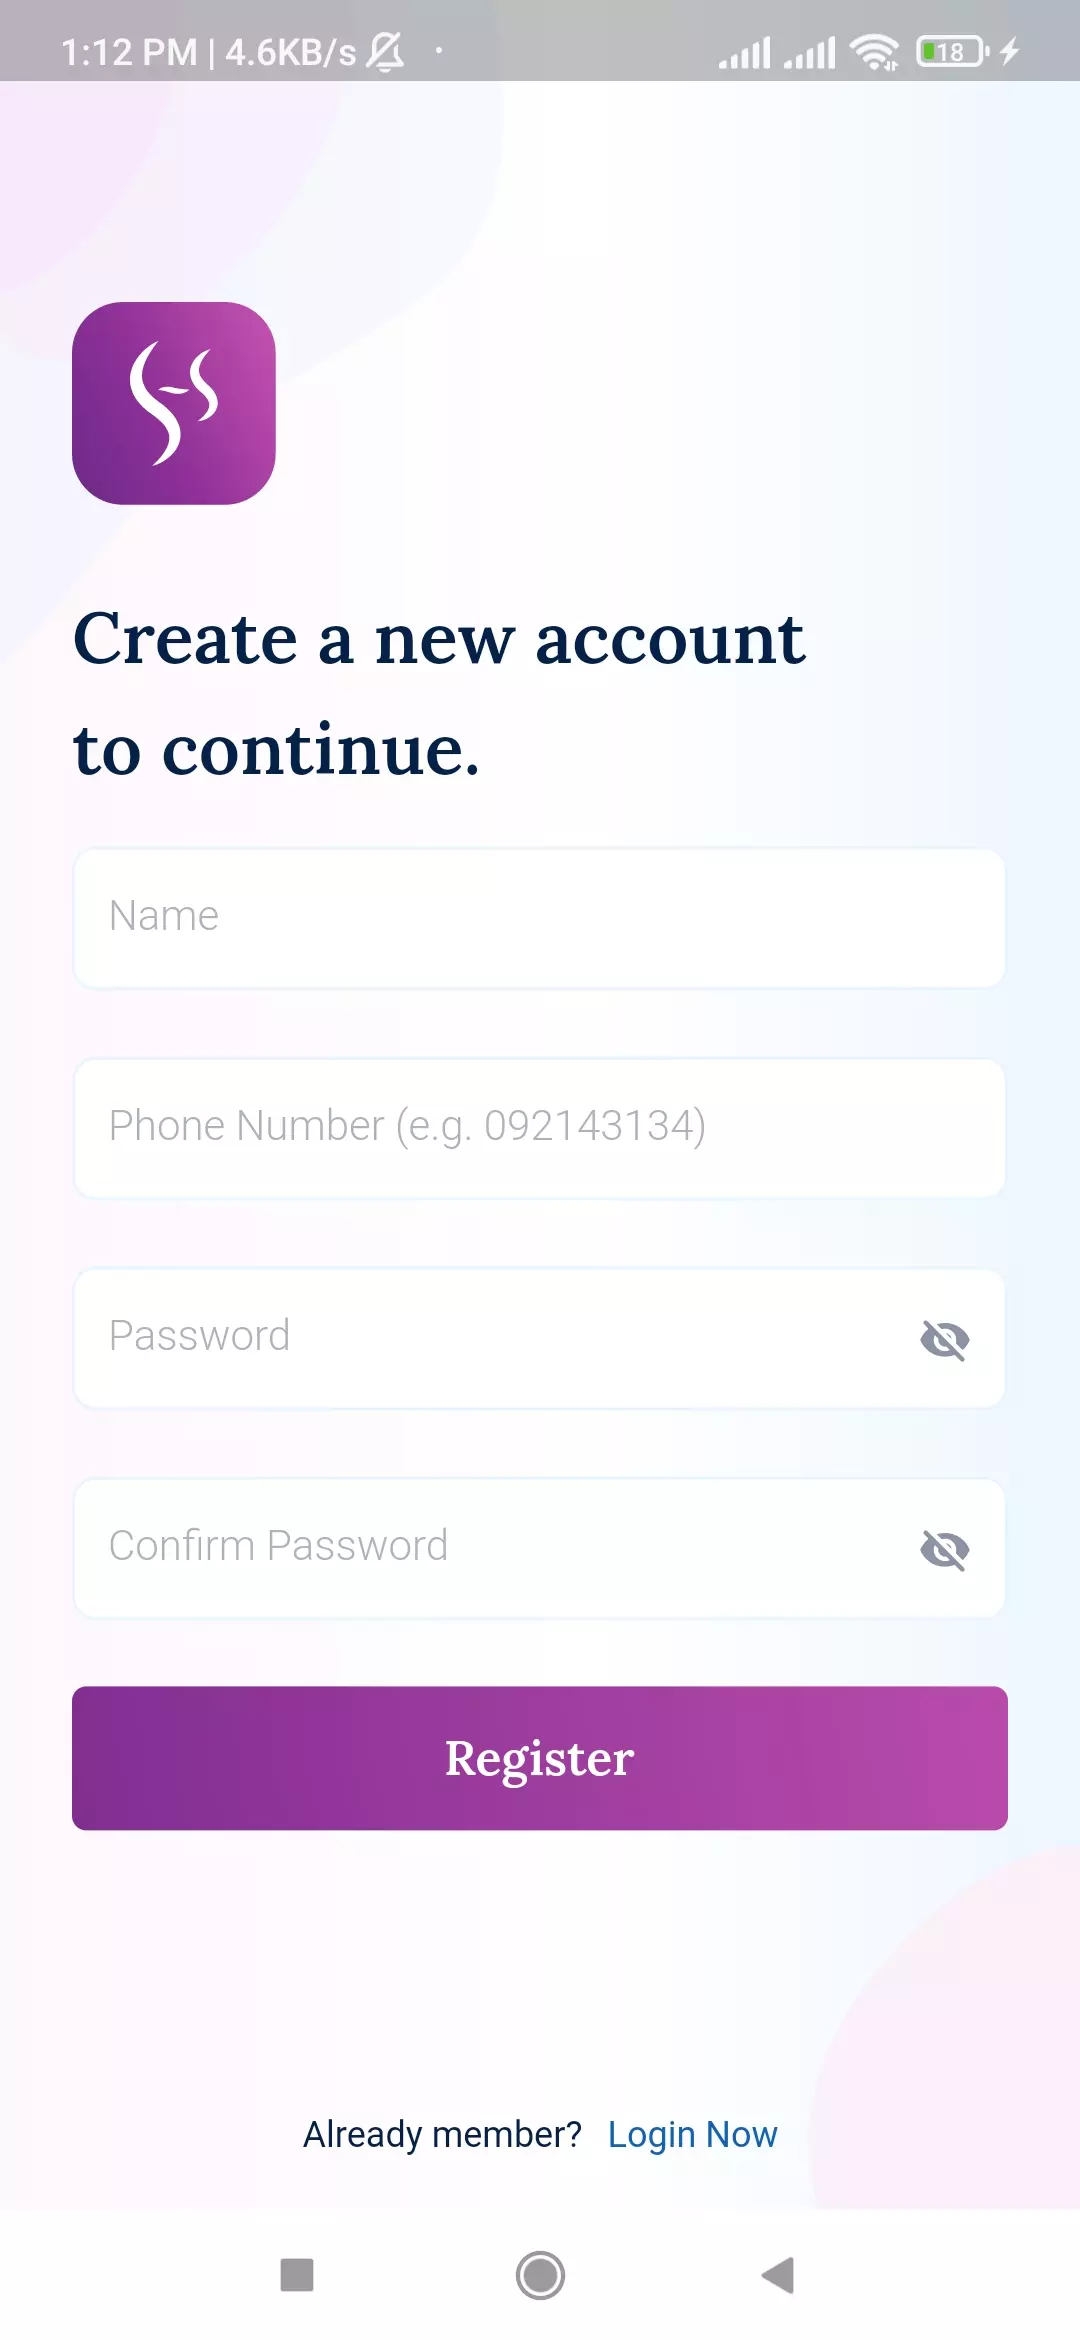 1:12 PM | 4.6KB/s
18
Create a new account
to continue.
Name
Phone Number (e.g. 092143134)
Password
Confirm Password
Register
Already member? Login Now